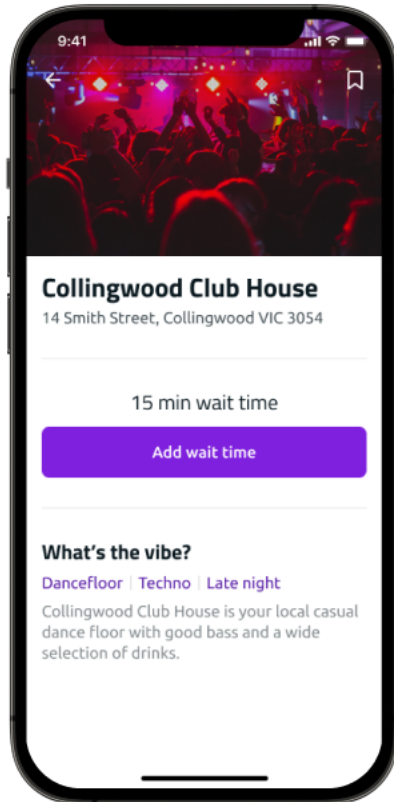 9:41
Collingwood Club House
14 Smith Street, Collingwood VIC 3054
15 min wait time
Add wait time
What's the vibe?
Dancefloor | Techno | Late night
Collingwood Club House is your local casual
dance floor with good bass and a wide
selection of drinks.